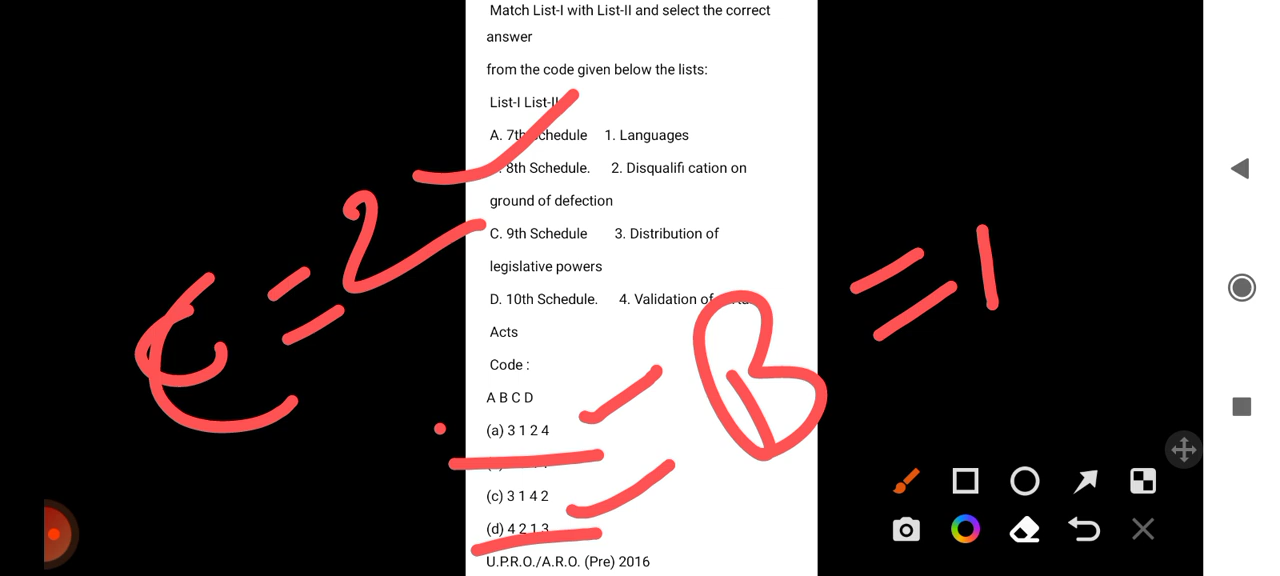 Match List-I with List-II and select the correct
answer
from the code given below the lists:
List-I List-II
A. 7th Schedule 1. Languages
8th Schedule. 2. Disqualifi cation on
ground of defection
C. 9th Schedule 3. Distribution of
legislative powers
D. 10th Schedule. 4. Validation of
Acts
Code :
A B C D
(a) 3 1 2 4
(c) 3 1 4 2
(d) 4 2 1 3
U.P.R.O./A.R.O. (Pre) 2016
C = 2
B = 1